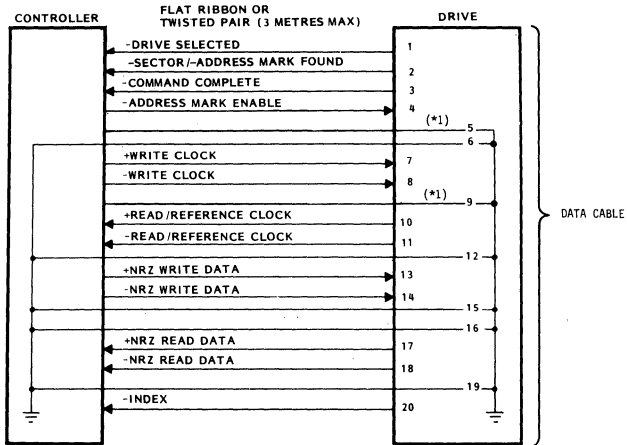 FLAT RIBBON OR
TWISTED PAIR (3 METRES MAX)
CONTROLLER
DRIVE
-DRIVE SELECTED 1
-SECTOR/-ADDRESS MARK FOUND 2
-COMMAND COMPLETE 3
-ADDRESS MARK ENABLE 4
(*1) 5
6
+WRITE CLOCK 7
-WRITE CLOCK 8
(*1) 9
+READ/REFERENCE CLOCK 10
-READ/REFERENCE CLOCK 11
12
+NRZ WRITE DATA 13
-NRZ WRITE DATA 14
15
16
+NRZ READ DATA 17
-NRZ READ DATA 18
19
-INDEX 20
DATA CABLE